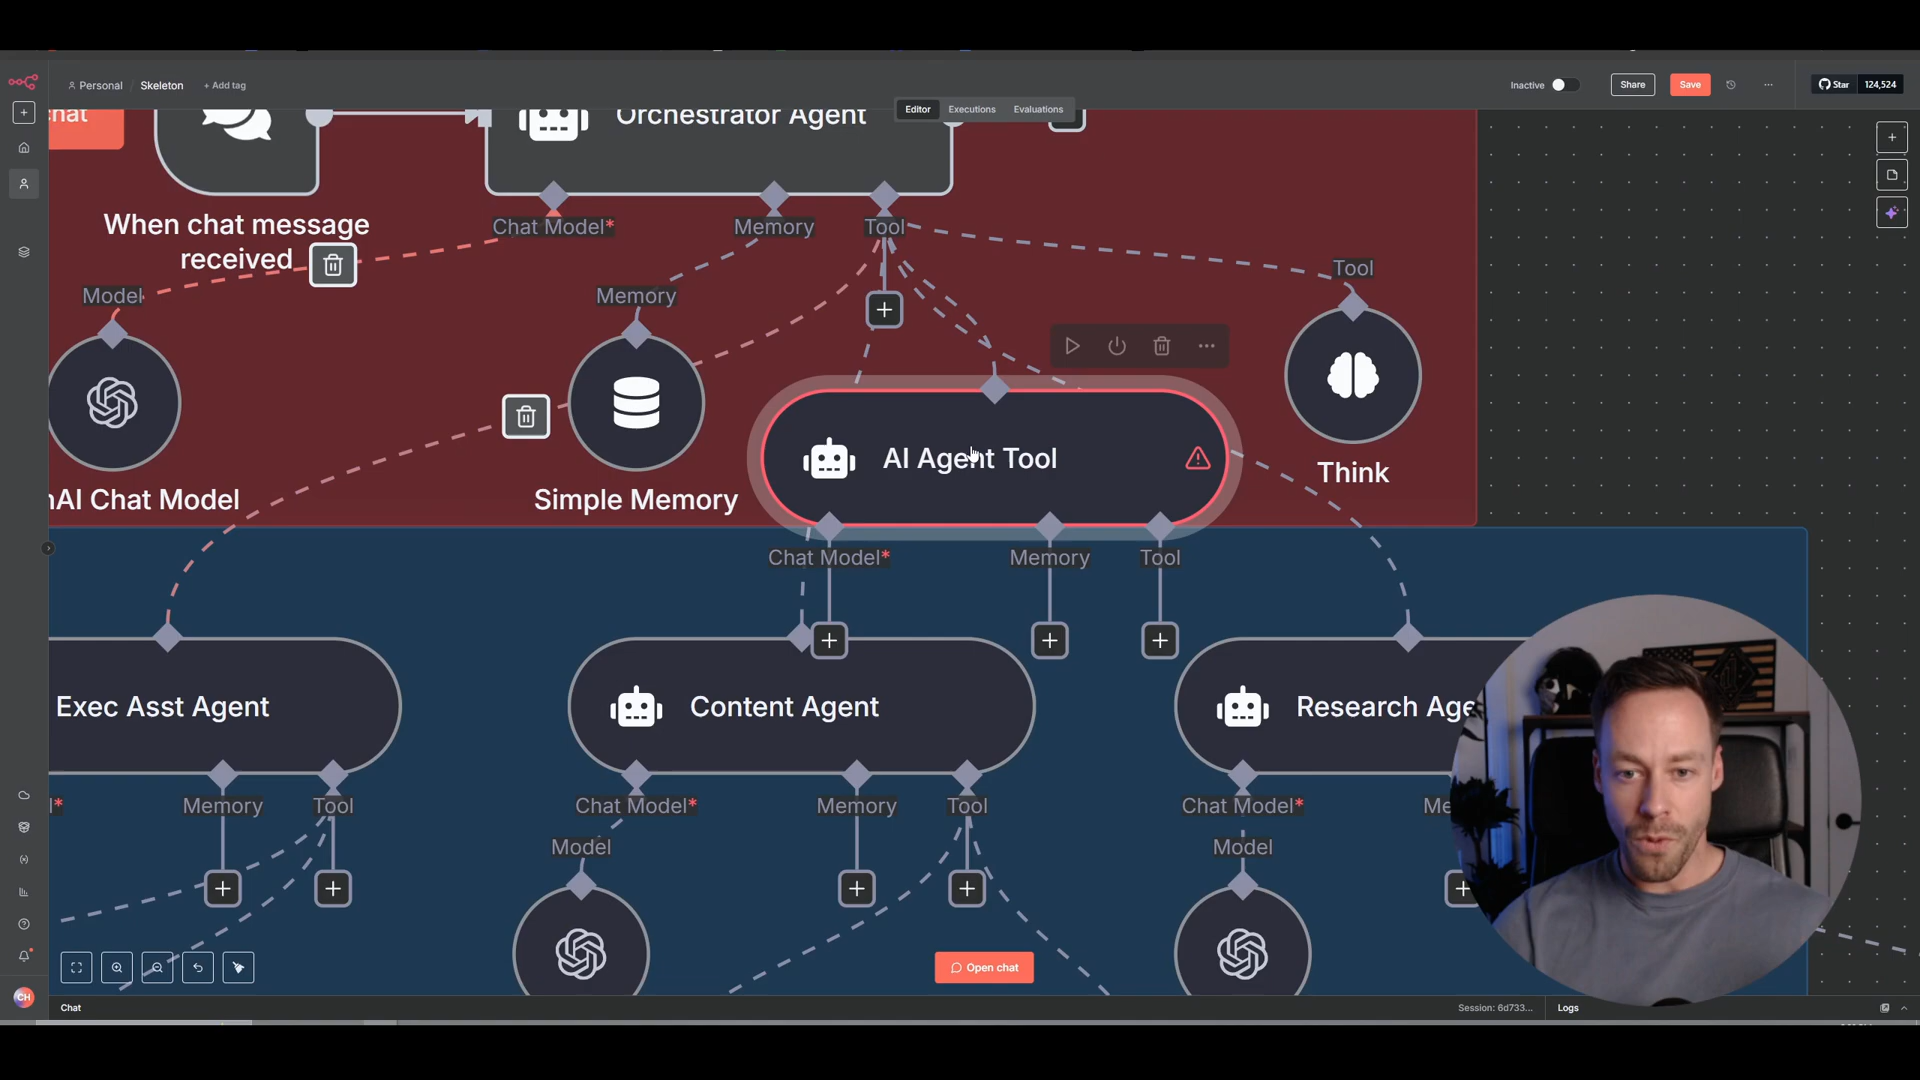 Personal / Skeleton + Add tag
Inactive Share Save ... Star 124,524
Editor Executions Evaluations
hat
Orchestrator Agent
When chat message
received
Chat Model*
Memory
Tool
Tool
Model
Memory
AI Agent Tool
Think
AI Chat Model
Simple Memory
Chat Model*
Memory
Tool
Exec Asst Agent
Content Agent
Research Age
l*
Memory
Tool
Chat Model*
Memory
Tool
Chat Model*
Me
Model
Model
Open chat
CH
Chat
Session: 6d733...
Logs